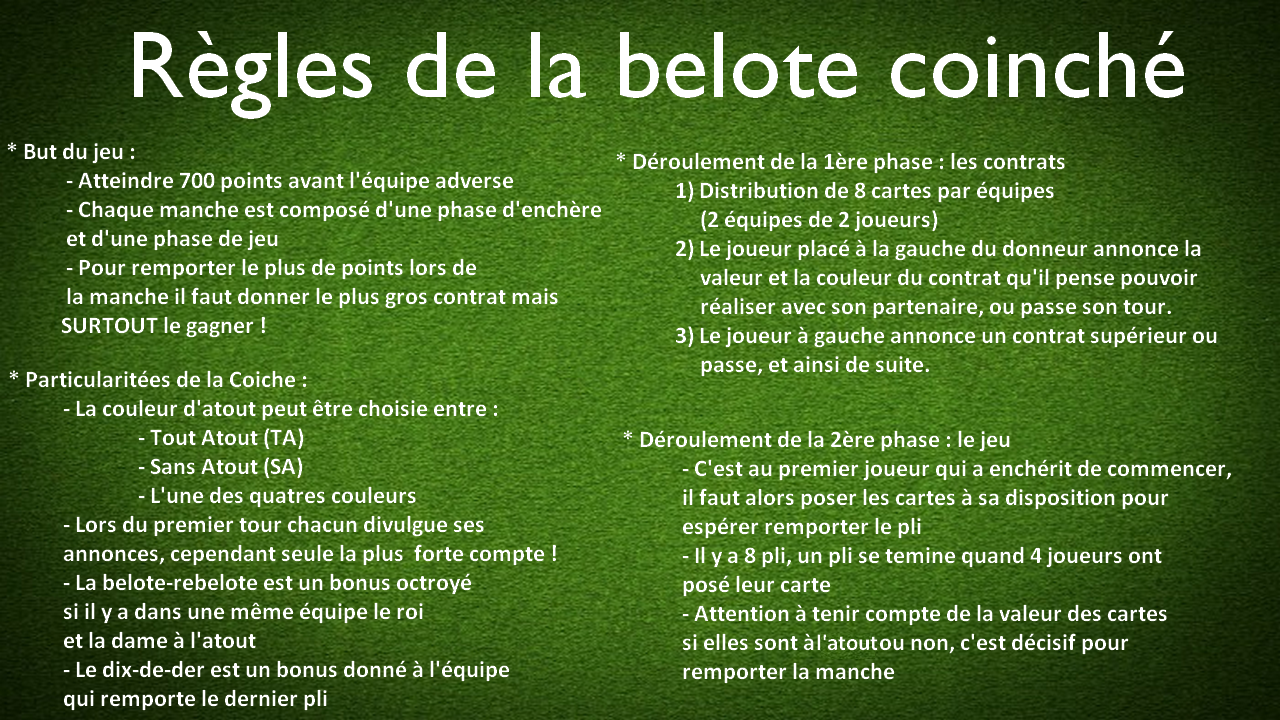 Règles de la belote coinché
* But du jeu :
- Atteindre 700 points avant l'équipe adverse
- Chaque manche est composé d'une phase d'enchère
et d'une phase de jeu
- Pour remporter le plus de points lors de
la manche il faut donner le plus gros contrat mais
SURTOUT le gagner !
* Particularitées de la Coiche :
- La couleur d'atout peut être choisie entre :
- Tout Atout (TA)
- Sans Atout (SA)
- L'une des quatres couleurs
- Lors du premier tour chacun divulgue ses
annonces, cependant seule la plus forte compte !
- La belote-rebelote est un bonus octroyé
si il y a dans une même équipe le roi
et la dame à l'atout
- Le dix-de-der est un bonus donné à l'équipe
qui remporte le dernier pli
* Déroulement de la 1ère phase : les contrats
1) Distribution de 8 cartes par équipes
(2 équipes de 2 joueurs)
2) Le joueur placé à la gauche du donneur annonce la
valeur et la couleur du contrat qu'il pense pouvoir
réaliser avec son partenaire, ou passe son tour.
3) Le joueur à gauche annonce un contrat supérieur ou
passe, et ainsi de suite.
* Déroulement de la 2ère phase : le jeu
- C'est au premier joueur qui a enchérit de commencer,
il faut alors poser les cartes à sa disposition pour
espérer remporter le pli
- Il y a 8 pli, un pli se temine quand 4 joueurs ont
posé leur carte
- Attention à tenir compte de la valeur des cartes
si elles sont àl'atoutou non, c'est décisif pour
remporter la manche